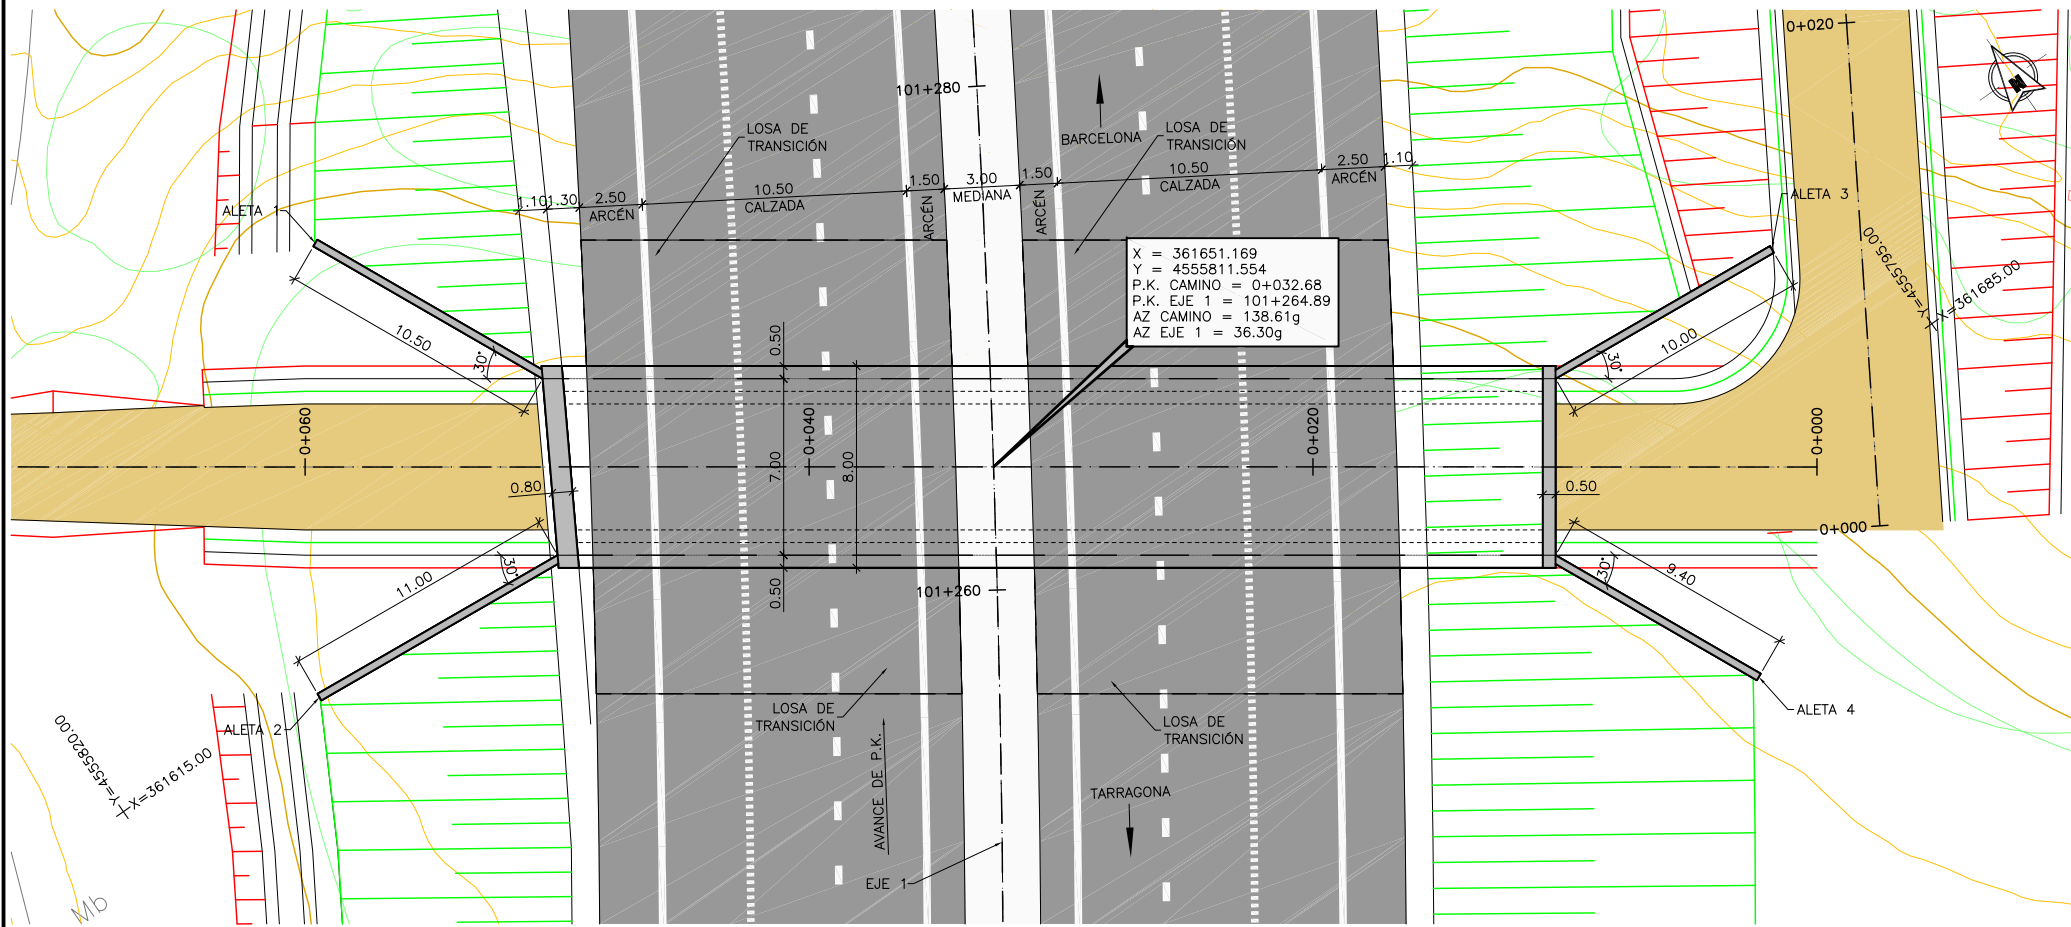 0+020
101+280
LOSA DE
TRANSICIÓN
BARCELONA
LOSA DE
TRANSICIÓN
1.10
1.30
2.50
ARCÉN
10.50
CALZADA
1.50
ARCÉN
3.00
MEDIANA
1.50
ARCÉN
10.50
CALZADA
2.50
ARCÉN
1.10
ALETA 1
ALETA 3
X = 361651.169
Y = 4555811.554
P.K. CAMINO = 0+032.68
P.K. EJE 1 = 101+264.89
AZ CAMINO = 138.61g
AZ EJE 1 = 36.30g
Y=4555795.00
X=361685.00
10.50
30°
0.50
10.00
30°
0+060
0+040
0+020
0+000
7.00
8.00
0.80
0.50
0+000
11.00
30°
0.50
101+260
30°
9.40
LOSA DE
TRANSICIÓN
LOSA DE
TRANSICIÓN
ALETA 2
ALETA 4
Y=4555820.00
X=361615.00
AVANCE DE P.K.
TARRAGONA
EJE 1
Mb